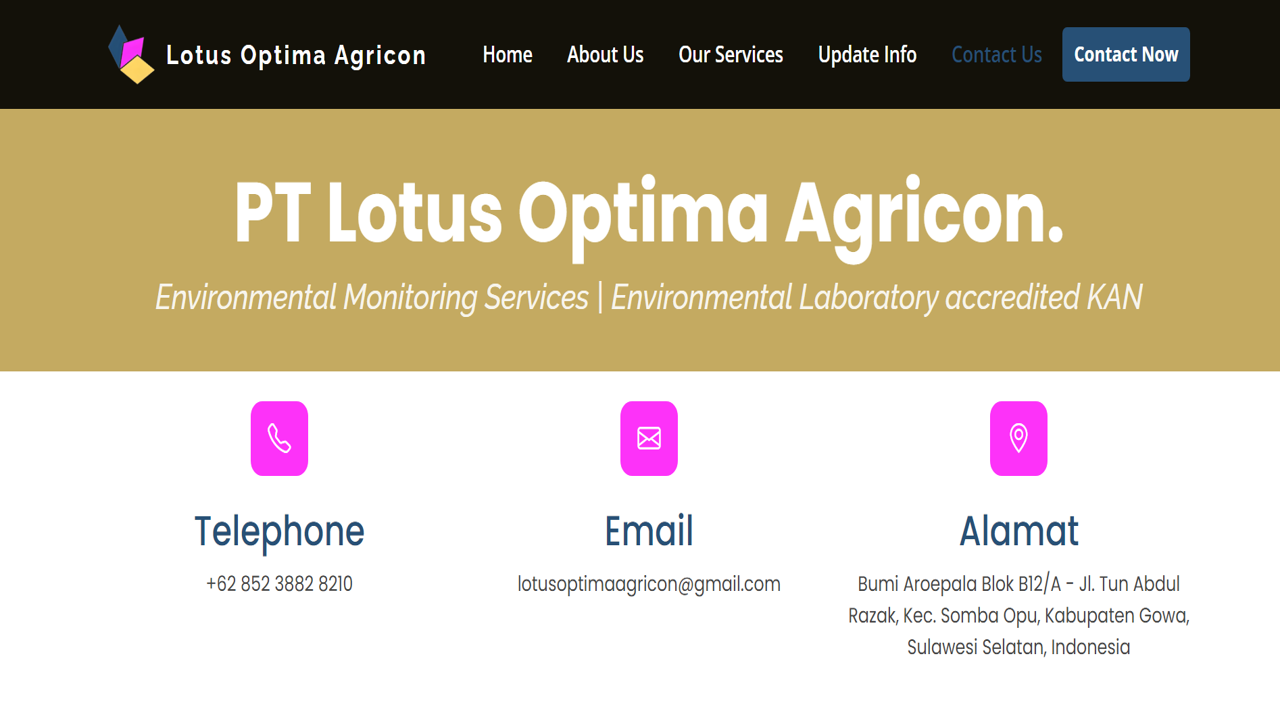 Lotus Optima Agricon
Home
About Us
Our Services
Update Info
Contact Us
Contact Now
PT Lotus Optima Agricon.
Environmental Monitoring Services | Environmental Laboratory accredited KAN
Telephone
+62 852 3882 8210
Email
lotusoptimaagricon@gmail.com
Alamat
Bumi Aroepala Blok B12/A - Jl. Tun Abdul
Razak, Kec. Somba Opu, Kabupaten Gowa,
Sulawesi Selatan, Indonesia